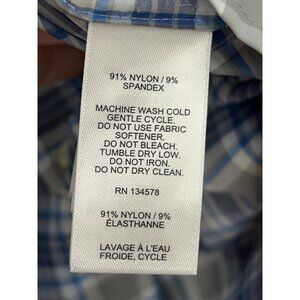 91% NYLON / 9%
SPANDEX
MACHINE WASH COLD
GENTLE CYCLE.
DO NOT USE FABRIC
SOFTENER.
DO NOT BLEACH.
TUMBLE DRY LOW.
DO NOT IRON.
DO NOT DRY CLEAN.
RN 134578
91% NYLON / 9%
ÉLASTHANNE
LAVAGE À L'EAU
FROIDE, CYCLE